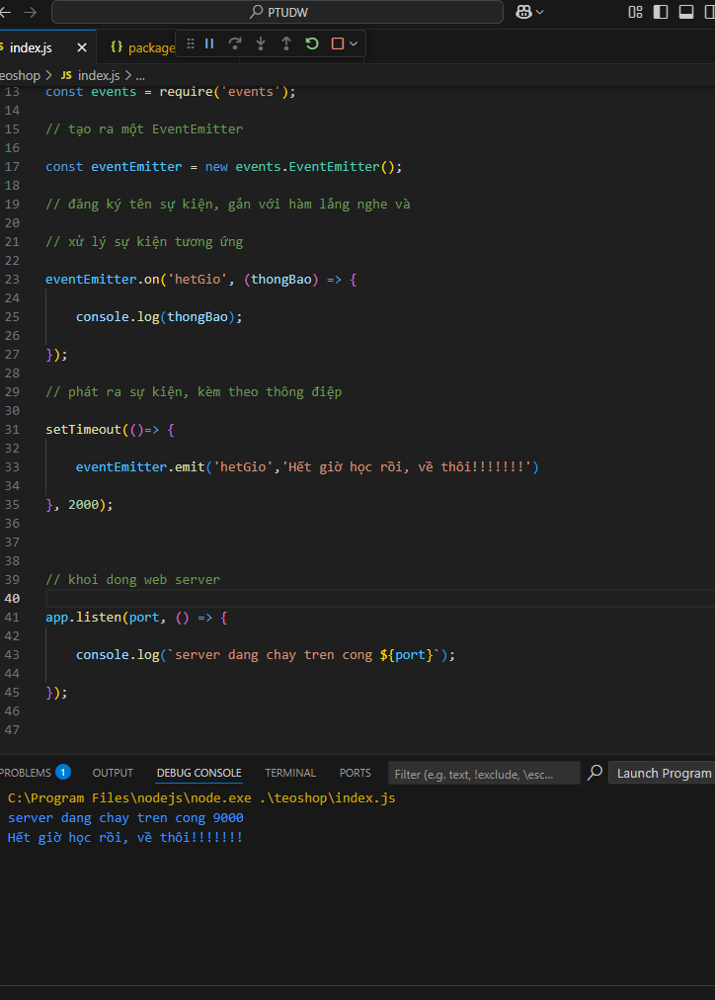 PTUDW
JS index.js
{} package
teoshop > JS index.js > ...
13 const events = require('events');
14
15 // tạo ra một EventEmitter
16
17 const eventEmitter = new events.EventEmitter();
18
19 // đăng ký tên sự kiện, gắn với hàm lắng nghe và
20
21 // xử lý sự kiện tương ứng
22
23 eventEmitter.on('hetGio', (thongBao) => {
24
25 console.log(thongBao);
26
27 });
28
29 // phát ra sự kiện, kèm theo thông điệp
30
31 setTimeout(()=> {
32
33 eventEmitter.emit('hetGio','Hết giờ học rồi, về thôi!!!!!!!')
34
35 }, 2000);
36
37
38
39 // khoi dong web server
40
41 app.listen(port, () => {
42
43 console.log(`server dang chay tren cong ${port}`);
44
45 });
46
47
PROBLEMS 1 OUTPUT DEBUG CONSOLE TERMINAL PORTS Filter (e.g. text, !exclude, \esc... Launch Program
C:\Program Files\nodejs\node.exe .\teoshop\index.js
server dang chay tren cong 9000
Hết giờ học rồi, về thôi!!!!!!!